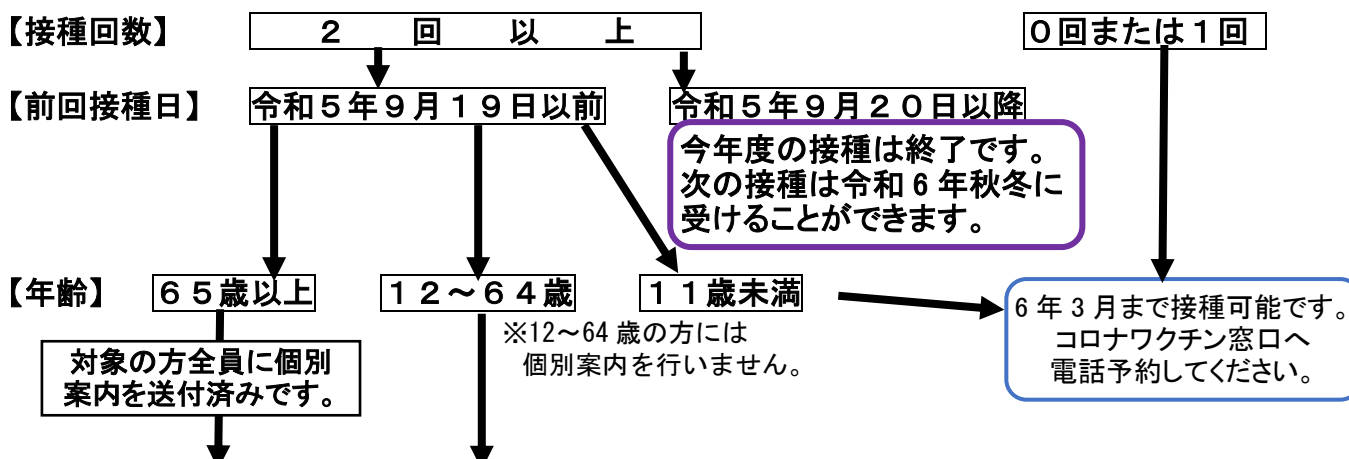 【接種回数】 2 回 以 上 0回または1回
【前回接種日】 令和5年9月19日以前 令和5年9月20日以降
今年度の接種は終了です。
次の接種は令和6年秋冬に
受けることができます。
【年齢】 65歳以上 12～64歳 11歳未満
6年3月まで接種可能です。
コロナワクチン窓口へ
電話予約してください。
※12～64歳の方には
個別案内を行いません。
対象の方全員に個別
案内を送付済みです。